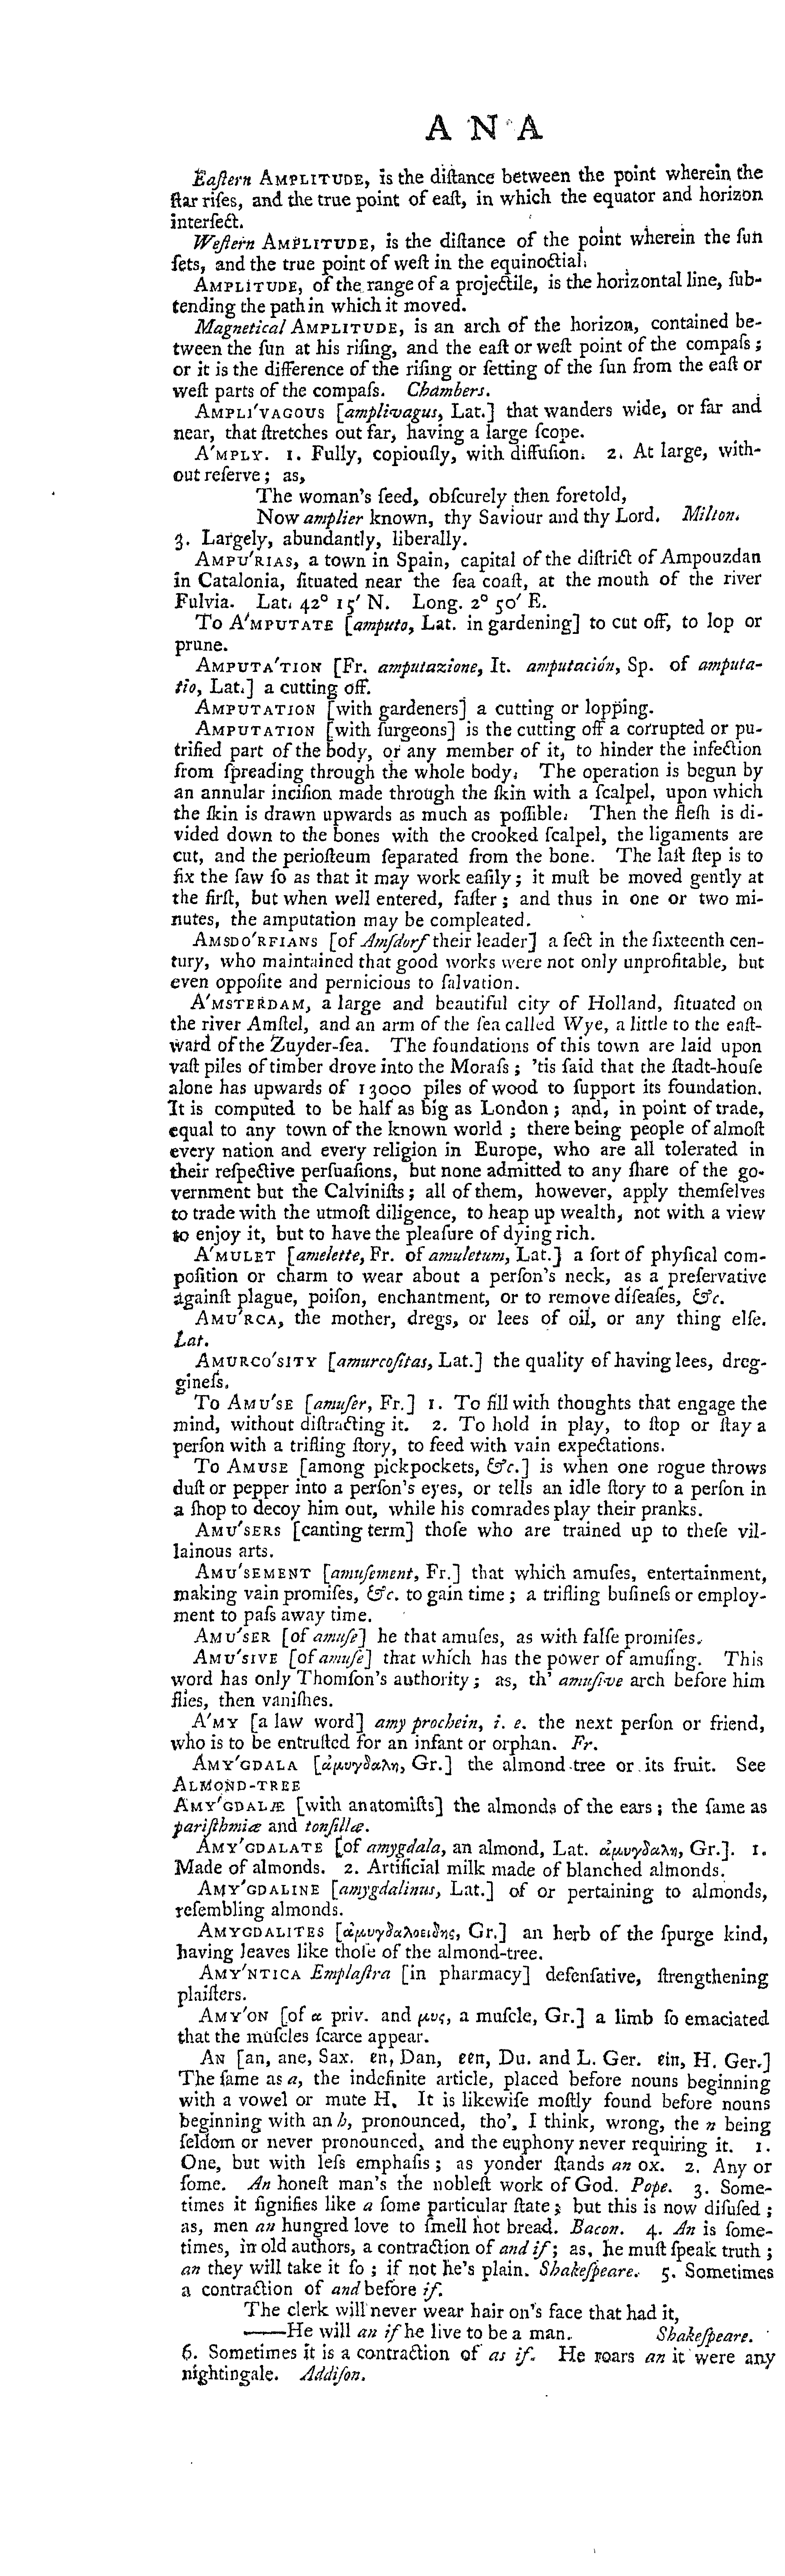 A N A
Eaſtern AMPLITUDE, is the diſtance between the point wherein the
ſtar riſes, and the true point of eaſt, in which the equator and horizon
interſect.
Weſtern AMPLITUDE, is the diſtance of the point wherein the ſun
ſets, and the true point of weſt in the equinoctial.
AMPLITUDE, of the range of a projectile, is the horizontal line, ſub-
tending the path in which it moved.
Magnetical AMPLITUDE, is an arch of the horizon, contained be-
tween the ſun at his riſing, and the eaſt or weſt point of the compaſs;
or it is the difference of the riſing or ſetting of the ſun from the eaſt or
weſt parts of the compaſs. Chambers.
AMPLI'VAGOUS [amplivagus, Lat.] that wanders wide, or far and
near, that ſtretches out far, having a large ſcope.
A'MPLY. 1. Fully, copiouſly, with diffuſion. 2. At large, with-
out reſerve; as,
The woman's ſeed, obſcurely then foretold,
Now amplier known, thy Saviour and thy Lord. Milton.
3. Largely, abundantly, liberally.
AMPU'RIAS, a town in Spain, capital of the diſtrict of Ampouzdan
in Catalonia, ſituated near the ſea coaſt, at the mouth of the river
Fulvia. Lat. 42° 15′ N. Long. 2° 50′ E.
To A'MPUTATE [amputo, Lat. in gardening] to cut off, to lop or
prune.
AMPUTA'TION [Fr. amputazione, It. amputación, Sp. of amputa-
tio, Lat.] a cutting off.
AMPUTATION [with gardeners] a cutting or lopping.
AMPUTATION [with ſurgeons] is the cutting off a corrupted or pu-
trified part of the body, or any member of it, to hinder the infection
from ſpreading through the whole body. The operation is begun by
an annular inciſion made through the ſkin with a ſcalpel, upon which
the ſkin is drawn upwards as much as poſſible. Then the fleſh is di-
vided down to the bones with the crooked ſcalpel, the ligaments are
cut, and the perioſteum ſeparated from the bone. The laſt ſtep is to
fix the ſaw ſo as that it may work eaſily; it muſt be moved gently at
the firſt, but when well entered, faſter; and thus in one or two mi-
nutes, the amputation may be compleated.
AMSDO'RFIANS [of Amſdorf their leader] a ſect in the ſixteenth cen-
tury, who maintained that good works were not only unprofitable, but
even oppoſite and pernicious to ſalvation.
A'MSTERDAM, a large and beautiful city of Holland, ſituated on
the river Amſtel, and an arm of the ſea called Wye, a little to the eaſt-
ward of the Zuyder-ſea. The foundations of this town are laid upon
vaſt piles of timber drove into the Moraſs; 'tis ſaid that the ſtadt-houſe
alone has upwards of 13000 piles of wood to ſupport its foundation.
It is computed to be half as big as London; and, in point of trade,
equal to any town of the known world; there being people of almoſt
every nation and every religion in Europe, who are all tolerated in
their reſpective perſuaſions, but none admitted to any ſhare of the go-
vernment but the Calviniſts; all of them, however, apply themſelves
to trade with the utmoſt diligence, to heap up wealth, not with a view
to enjoy it, but to have the pleaſure of dying rich.
A'MULET [amelette, Fr. of amuletum, Lat.] a ſort of phyſical com-
poſition or charm to wear about a perſon's neck, as a preſervative
againſt plague, poiſon, enchantment, or to remove diſeaſes, &c.
AMU'RCA, the mother, dregs, or lees of oil, or any thing elſe.
Lat.
AMURCO'SITY [amurcoſitas, Lat.] the quality of having lees, dreg-
gineſs.
To AMU'SE [amuſer, Fr.] 1. To fill with thoughts that engage the
mind, without diſtracting it. 2. To hold in play, to ſtop or ſtay a
perſon with a trifling ſtory, to feed with vain expectations.
To AMUSE [among pickpockets, &c.] is when one rogue throws
duſt or pepper into a perſon's eyes, or tells an idle ſtory to a perſon in
a ſhop to decoy him out, while his comrades play their pranks.
AMU'SERS [canting term] thoſe who are trained up to theſe vil-
lainous arts.
AMU'SEMENT [amuſement, Fr.] that which amuſes, entertainment,
making vain promiſes, &c. to gain time; a trifling buſineſs or employ-
ment to paſs away time.
AMU'SER [of amuſe] he that amuſes, as with falſe promiſes.
AMU'SIVE [of amuſe] that which has the power of amuſing. This
word has only Thomſon's authority; as, th' amuſive arch before him
flies, then vaniſhes.
A'MY [a law word] amy prochein, i. e. the next perſon or friend,
who is to be entruſted for an infant or orphan. Fr.
AMY'GDALA [ἀμυγδαλη, Gr.] the almond-tree or its fruit. See
ALMOND-TREE
AMY'GDALÆ [with anatomiſts] the almonds of the ears; the ſame as
pariſthmiæ and tonſillæ.
AMY'GDALATE [of amygdala, an almond, Lat. ἀμυγδαλη, Gr.]. 1.
Made of almonds. 2. Artificial milk made of blanched almonds.
AMY'GDALINE [amygdalinus, Lat.] of or pertaining to almonds,
reſembling almonds.
AMYGDALITES [ἀμυγδαλοειδης, Gr.] an herb of the ſpurge kind,
having leaves like thoſe of the almond-tree.
AMY'NTICA Emplaſtra [in pharmacy] defenſative, ſtrengthening
plaiſters.
AMY'ON [of α priv. and μυς, a muſcle, Gr.] a limb ſo emaciated
that the muſcles ſcarce appear.
AN [an, ane, Sax. en, Dan, een, Du. and L. Ger. ein, H. Ger.]
The ſame as a, the indefinite article, placed before nouns beginning
with a vowel or mute H. It is likewiſe moſtly found before nouns
beginning with an h, pronounced, tho', I think, wrong, the n being
ſeldom or never pronounced, and the euphony never requiring it. 1.
One, but with leſs emphaſis; as yonder ſtands an ox. 2. Any or
ſome. An honeſt man's the nobleſt work of God. Pope. 3. Some-
times it ſignifies like a ſome particular ſtate; but this is now diſuſed;
as, men an hungred love to ſmell hot bread. Bacon. 4. An is ſome-
times, in old authors, a contraction of and if; as, he muſt ſpeak truth;
an they will take it ſo; if not he's plain. Shakeſpeare. 5. Sometimes
a contraction of and before if.
The clerk will never wear hair on's face that had it,
——He will an if he live to be a man. Shakeſpeare.
6. Sometimes it is a contraction of as if. He roars an it were any
nightingale. Addiſon.